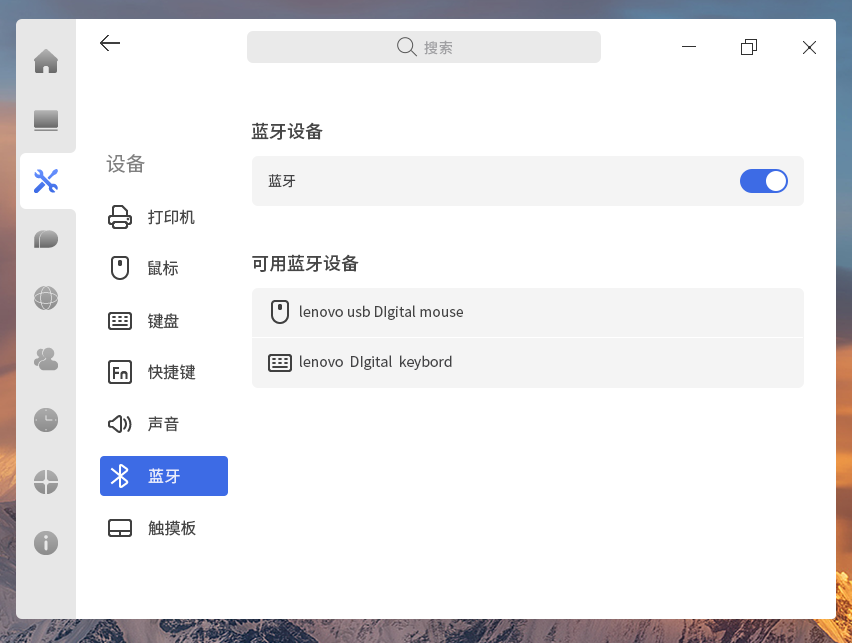 搜索
设备
打印机
鼠标
键盘
Fn 快捷键
声音
蓝牙
触摸板
蓝牙设备
蓝牙
可用蓝牙设备
lenovo usb DIgital mouse
lenovo DIgital keybord